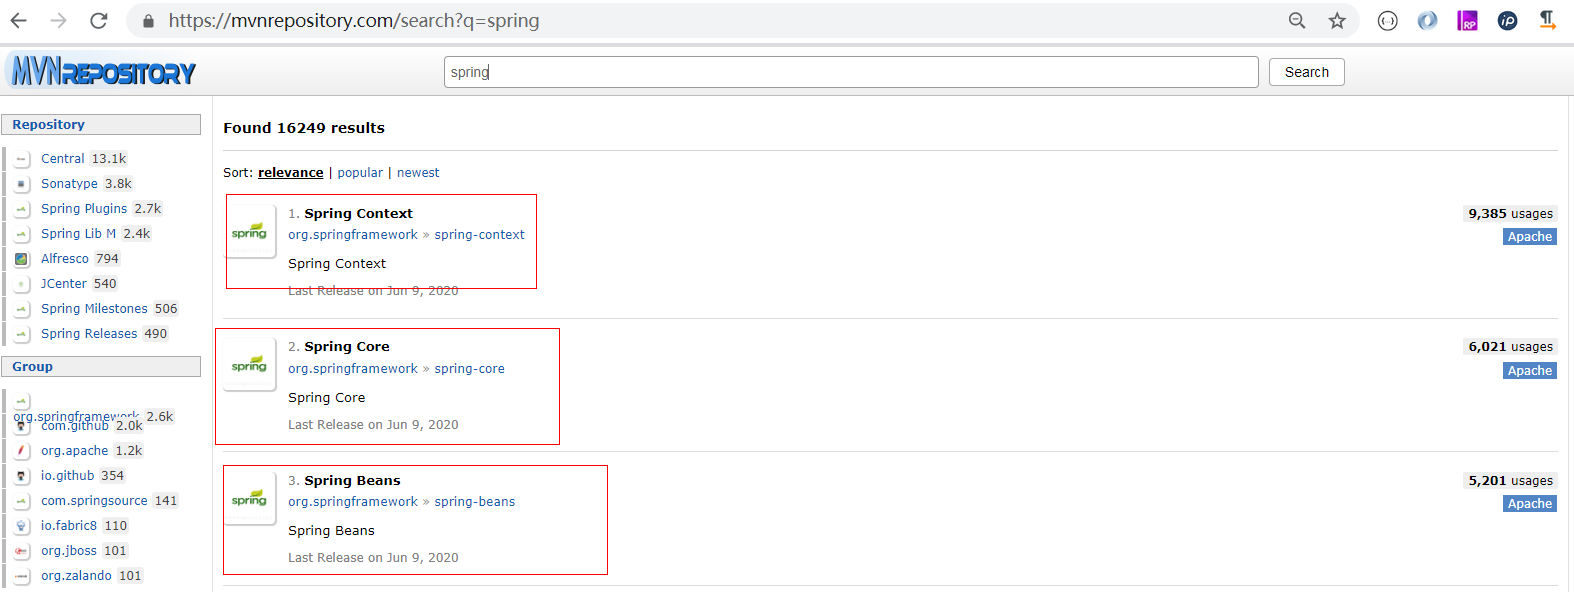 https://mvnrepository.com/search?q=spring
MVNREPOSITORY
spring
Search
Repository
Central 13.1k
Sonatype 3.8k
Spring Plugins 2.7k
Spring Lib M 2.4k
Alfresco 794
JCenter 540
Spring Milestones 506
Spring Releases 490
Group
org.springframework 2.6k
com.github 2.0k
org.apache 1.2k
io.github 354
com.springsource 141
io.fabric8 110
org.jboss 101
org.zalando 101
Found 16249 results
Sort: relevance | popular | newest
spring
1. Spring Context
org.springframework » spring-context
Spring Context
Last Release on Jun 9, 2020
9,385 usages
Apache
spring
2. Spring Core
org.springframework » spring-core
Spring Core
Last Release on Jun 9, 2020
6,021 usages
Apache
spring
3. Spring Beans
org.springframework » spring-beans
Spring Beans
Last Release on Jun 9, 2020
5,201 usages
Apache
{··}
RP
ip